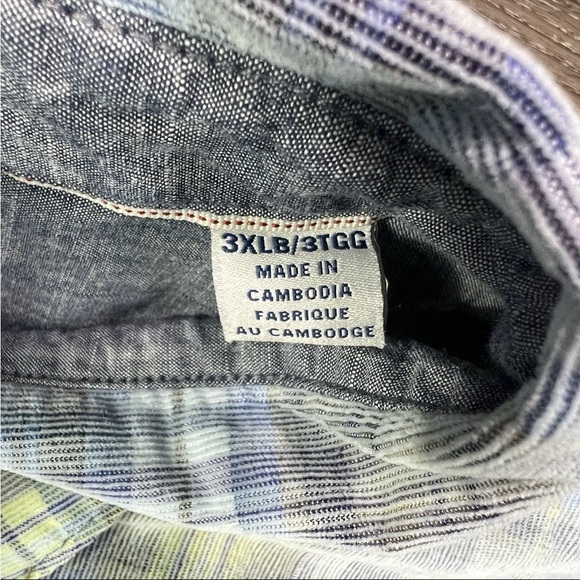 3XLB/3TGG
MADE IN
CAMBODIA
FABRIQUE
AU CAMBODGE